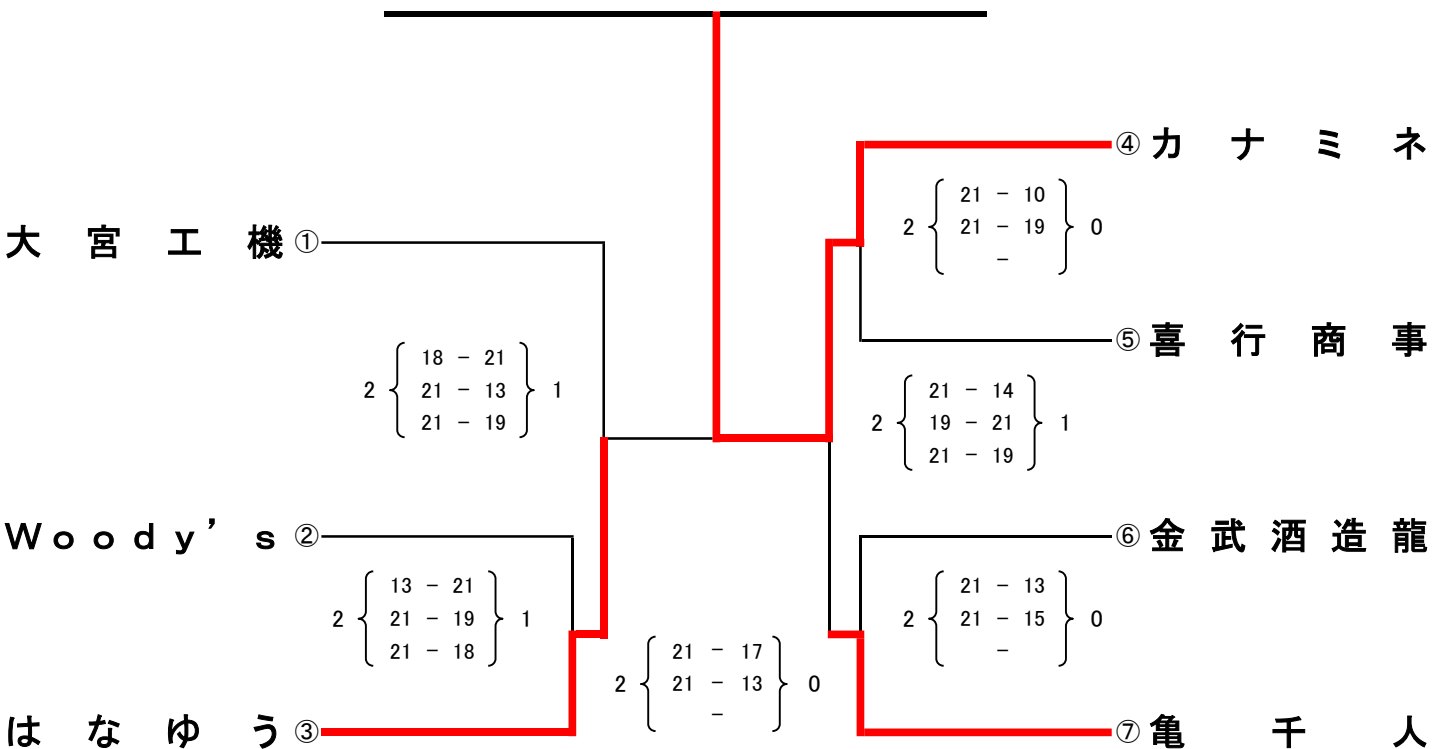 ④ カナミネ
21 - 10
2 { 21 - 19 } 0
-
大宮工機 ①
⑤ 喜行商事
18 - 21
2 { 21 - 13 } 1
21 - 19
21 - 14
2 { 19 - 21 } 1
21 - 19
Woody's ②
⑥ 金武酒造龍
13 - 21
2 { 21 - 19 } 1
21 - 18
21 - 13
2 { 21 - 15 } 0
-
21 - 17
2 { 21 - 13 } 0
-
はなゆう ③
⑦ 亀千人